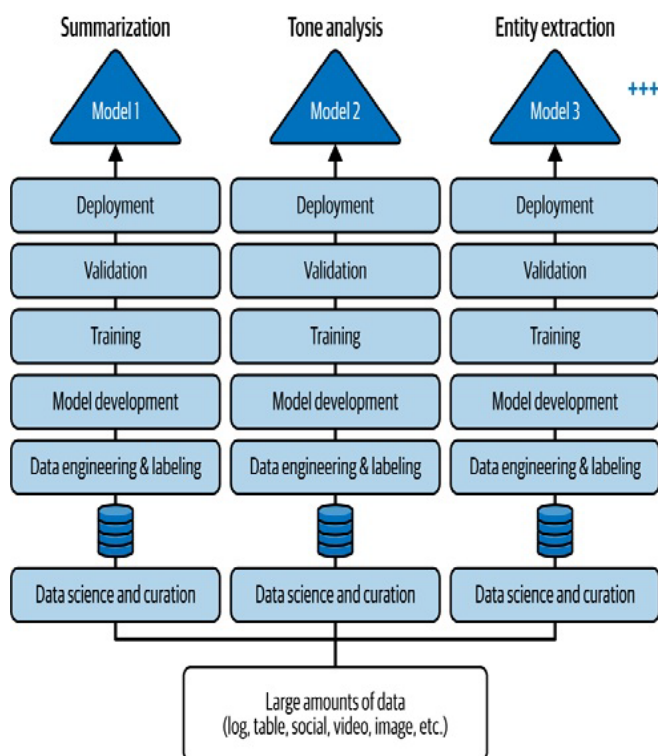 Summarization
Tone analysis
Entity extraction
Model 1
Model 2
Model 3
+++
Deployment
Deployment
Deployment
Validation
Validation
Validation
Training
Training
Training
Model development
Model development
Model development
Data engineering & labeling
Data engineering & labeling
Data engineering & labeling
Data science and curation
Data science and curation
Data science and curation
Large amounts of data
(log, table, social, video, image, etc.)